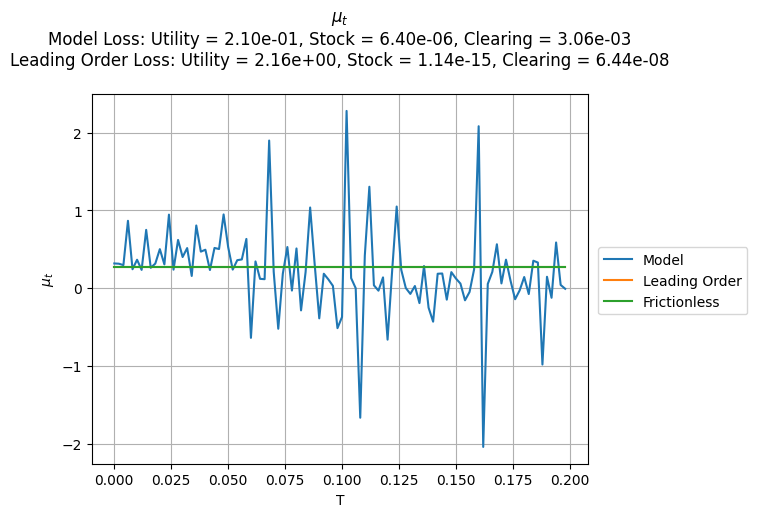 μt
Model Loss: Utility = 2.10e-01, Stock = 6.40e-06, Clearing = 3.06e-03
Leading Order Loss: Utility = 2.16e+00, Stock = 1.14e-15, Clearing = 6.44e-08
2
1
0
−1
−2
μt
0.000 0.025 0.050 0.075 0.100 0.125 0.150 0.175 0.200
T
Model
Leading Order
Frictionless